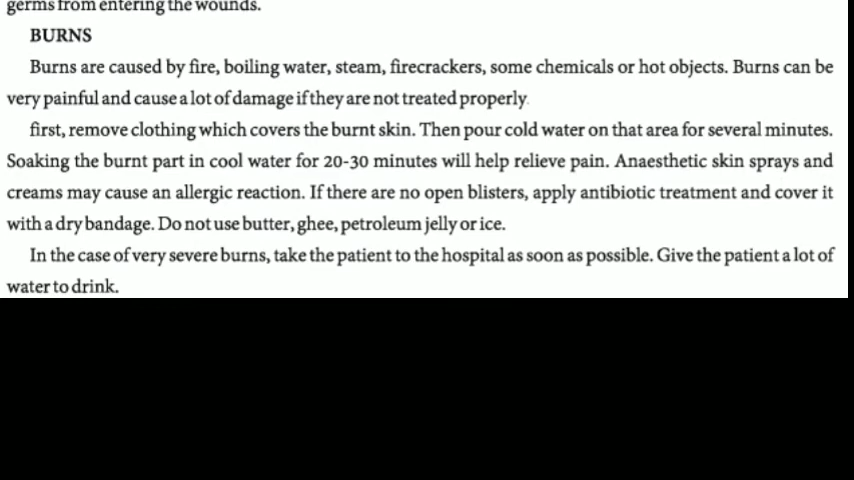 germs from entering the wounds.
BURNS
Burns are caused by fire, boiling water, steam, firecrackers, some chemicals or hot objects. Burns can be
very painful and cause a lot of damage if they are not treated properly.
first, remove clothing which covers the burnt skin. Then pour cold water on that area for several minutes.
Soaking the burnt part in cool water for 20-30 minutes will help relieve pain. Anaesthetic skin sprays and
creams may cause an allergic reaction. If there are no open blisters, apply antibiotic treatment and cover it
with a dry bandage. Do not use butter, ghee, petroleum jelly or ice.
In the case of very severe burns, take the patient to the hospital as soon as possible. Give the patient a lot of
water to drink.